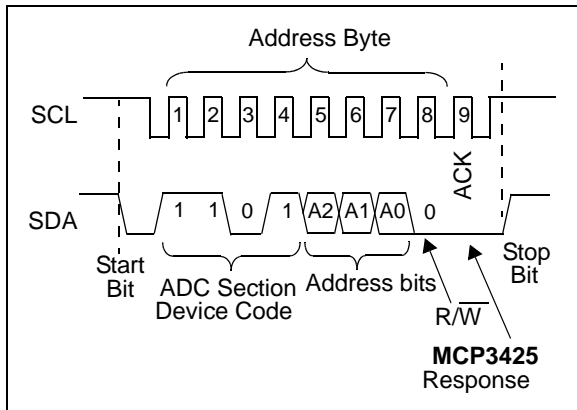 Address Byte
SCL
1 2 3 4 5 6 7 8 9
ACK
SDA
1 1 0 1 A2 A1 A0 0
Start
Bit
ADC Section
Device Code
Address bits
Stop
Bit
R/W̅
MCP3425
Response